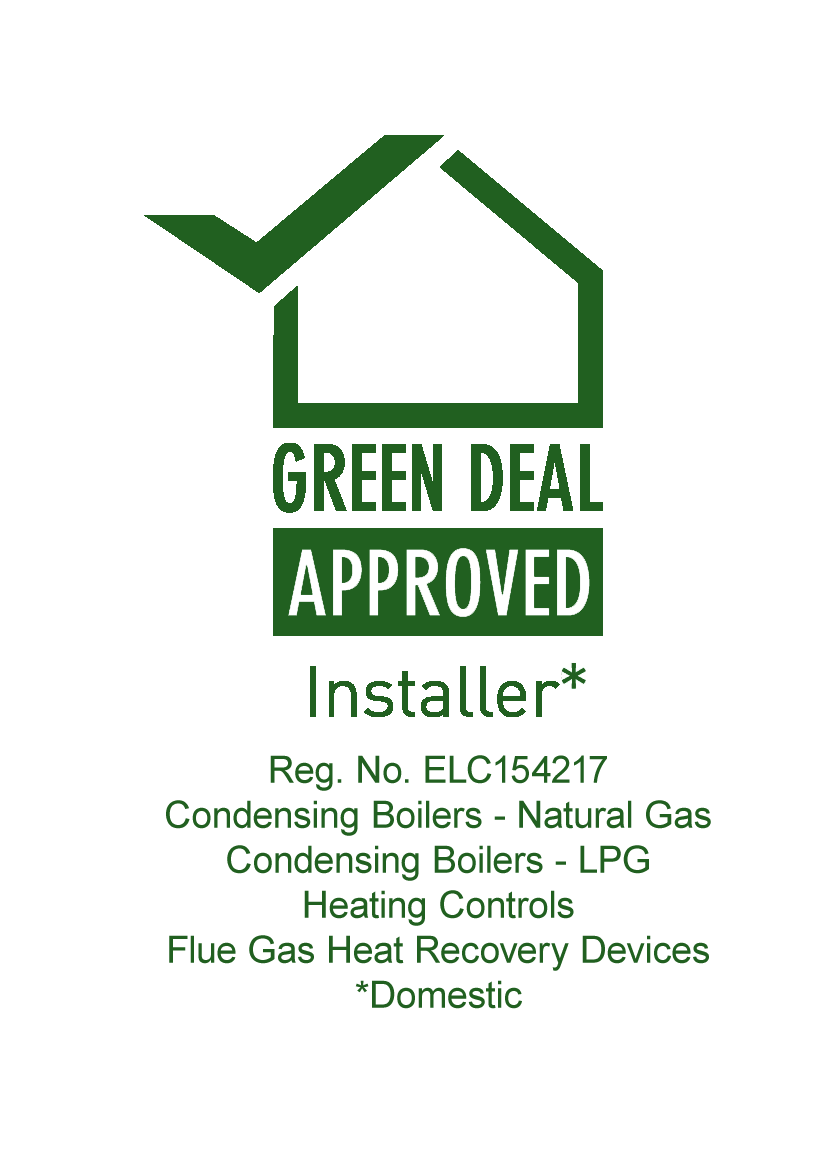 GREEN DEAL
APPROVED
Installer*
Reg. No. ELC154217
Condensing Boilers - Natural Gas
Condensing Boilers - LPG
Heating Controls
Flue Gas Heat Recovery Devices
*Domestic